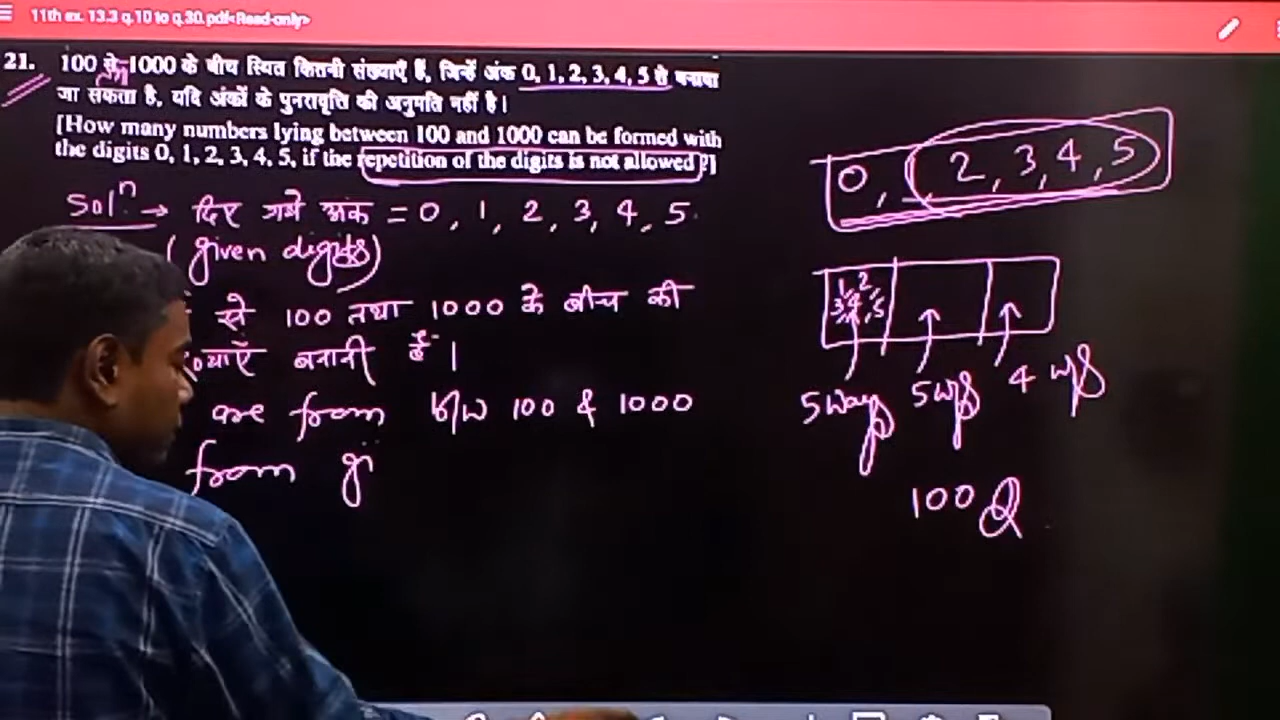 11th ex. 13.3 q.10 to q.30.pdf<Read-only>
21. 100 से 1000 के बीच स्थित कितनी संख्याएँ हैं, जिन्हें अंक 0, 1, 2, 3, 4, 5 से बनाया
जा सकता है, यदि अंकों के पुनरावृत्ति की अनुमति नहीं है।
[How many numbers lying between 100 and 1000 can be formed with
the digits 0, 1, 2, 3, 4, 5, if the repetition of the digits is not allowed?]
Solⁿ → दिए गये अंक = 0, 1, 2, 3, 4, 5.
(given digits)
से 100 तथा 1000 के बीच की
बनानी है।
are from b/w 100 & 1000
from gi
0, 2, 3, 4, 5
1, 2,
3, 4, 5
5 ways 5 ways 4 ways
100